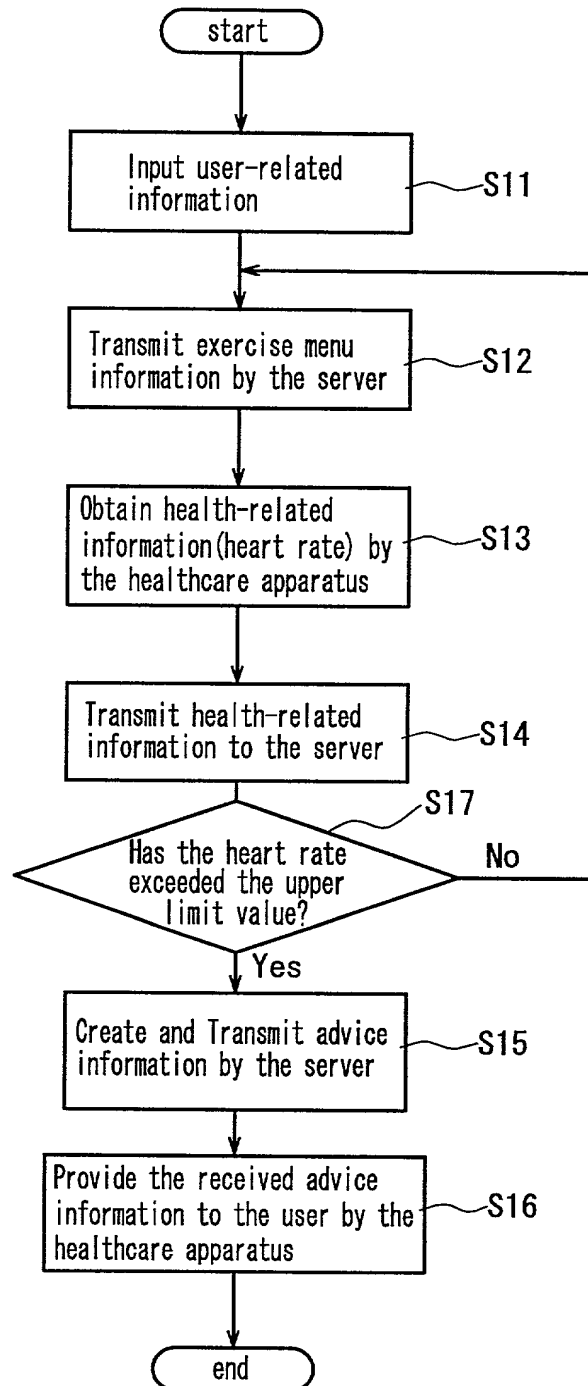 start
Input user-related
information
S11
Transmit exercise menu
information by the server
S12
Obtain health-related
information(heart rate) by
the healthcare apparatus
S13
Transmit health-related
information to the server
S14
S17
Has the heart rate
exceeded the upper
limit value?
No
Yes
Create and Transmit advice
information by the server
S15
Provide the received advice
information to the user by the
healthcare apparatus
S16
end